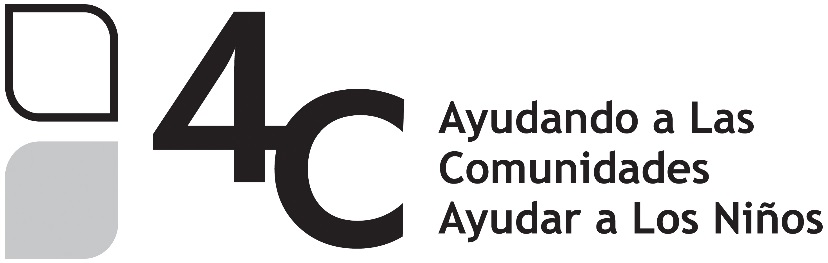 4C
Ayudando a Las
Comunidades
Ayudar a Los Niños